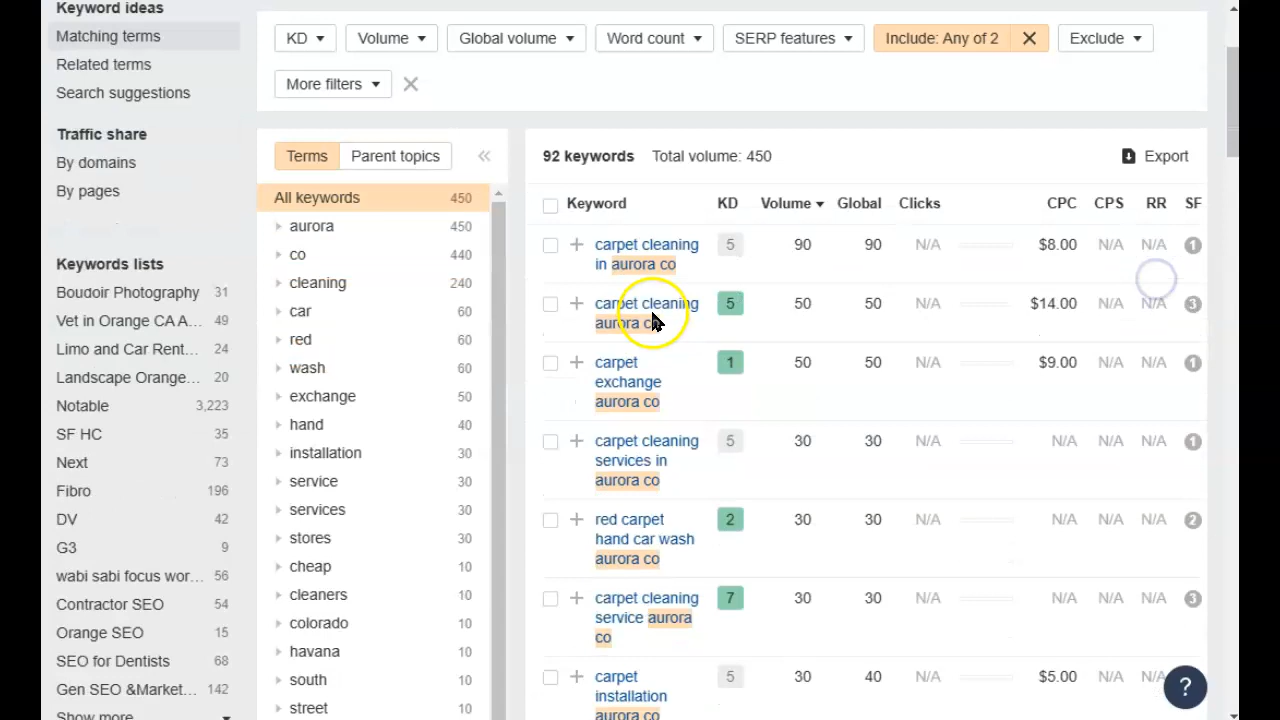 Keyword ideas
Matching terms
Related terms
Search suggestions
Traffic share
By domains
By pages
Keywords lists
Boudoir Photography 31
Vet in Orange CA A... 49
Limo and Car Rent... 24
Landscape Orange... 20
Notable 3,223
SF HC 35
Next 73
Fibro 196
DV 42
G3 9
wabi sabi focus wor... 56
Contractor SEO 54
Orange SEO 15
SEO for Dentists 68
Gen SEO &Market... 142
Show more
KD Volume Global volume Word count SERP features Include: Any of 2 Exclude
More filters
Terms Parent topics
All keywords 450
aurora 450
co 440
cleaning 240
car 60
red 60
wash 60
exchange 50
hand 40
installation 30
service 30
services 30
stores 30
cheap 10
cleaners 10
colorado 10
havana 10
south 10
street 10
92 keywords Total volume: 450 Export
Keyword KD Volume Global Clicks CPC CPS RR SF
carpet cleaning 5 90 90 N/A $8.00 N/A N/A 1
in aurora co
carpet cleaning 5 50 50 N/A $14.00 N/A N/A 3
aurora co
carpet 1 50 50 N/A $9.00 N/A N/A 1
exchange
aurora co
carpet cleaning 5 30 30 N/A N/A N/A N/A 1
services in
aurora co
red carpet 2 30 30 N/A N/A N/A N/A 2
hand car wash
aurora co
carpet cleaning 7 30 30 N/A N/A N/A N/A 3
service aurora
co
carpet 5 30 40 N/A $5.00 N/A N/A
installation
aurora co
?